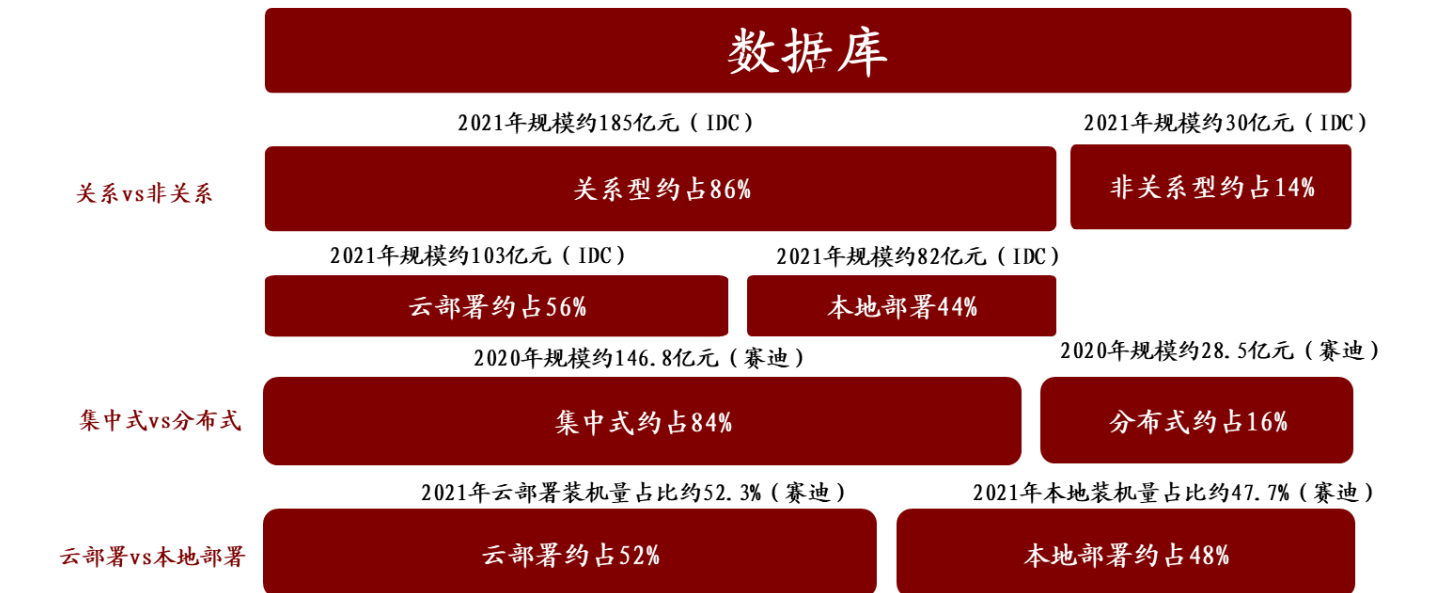 数据库
2021年规模约185亿元（IDC）
2021年规模约30亿元（IDC）
关系vs非关系
关系型约占86%
非关系型约占14%
2021年规模约103亿元（IDC）
2021年规模约82亿元（IDC）
云部署约占56%
本地部署44%
2020年规模约146.8亿元（赛迪）
2020年规模约28.5亿元（赛迪）
集中式vs分布式
集中式约占84%
分布式约占16%
2021年云部署装机量占比约52.3%（赛迪）
2021年本地装机量占比约47.7%（赛迪）
云部署vs本地部署
云部署约占52%
本地部署约占48%